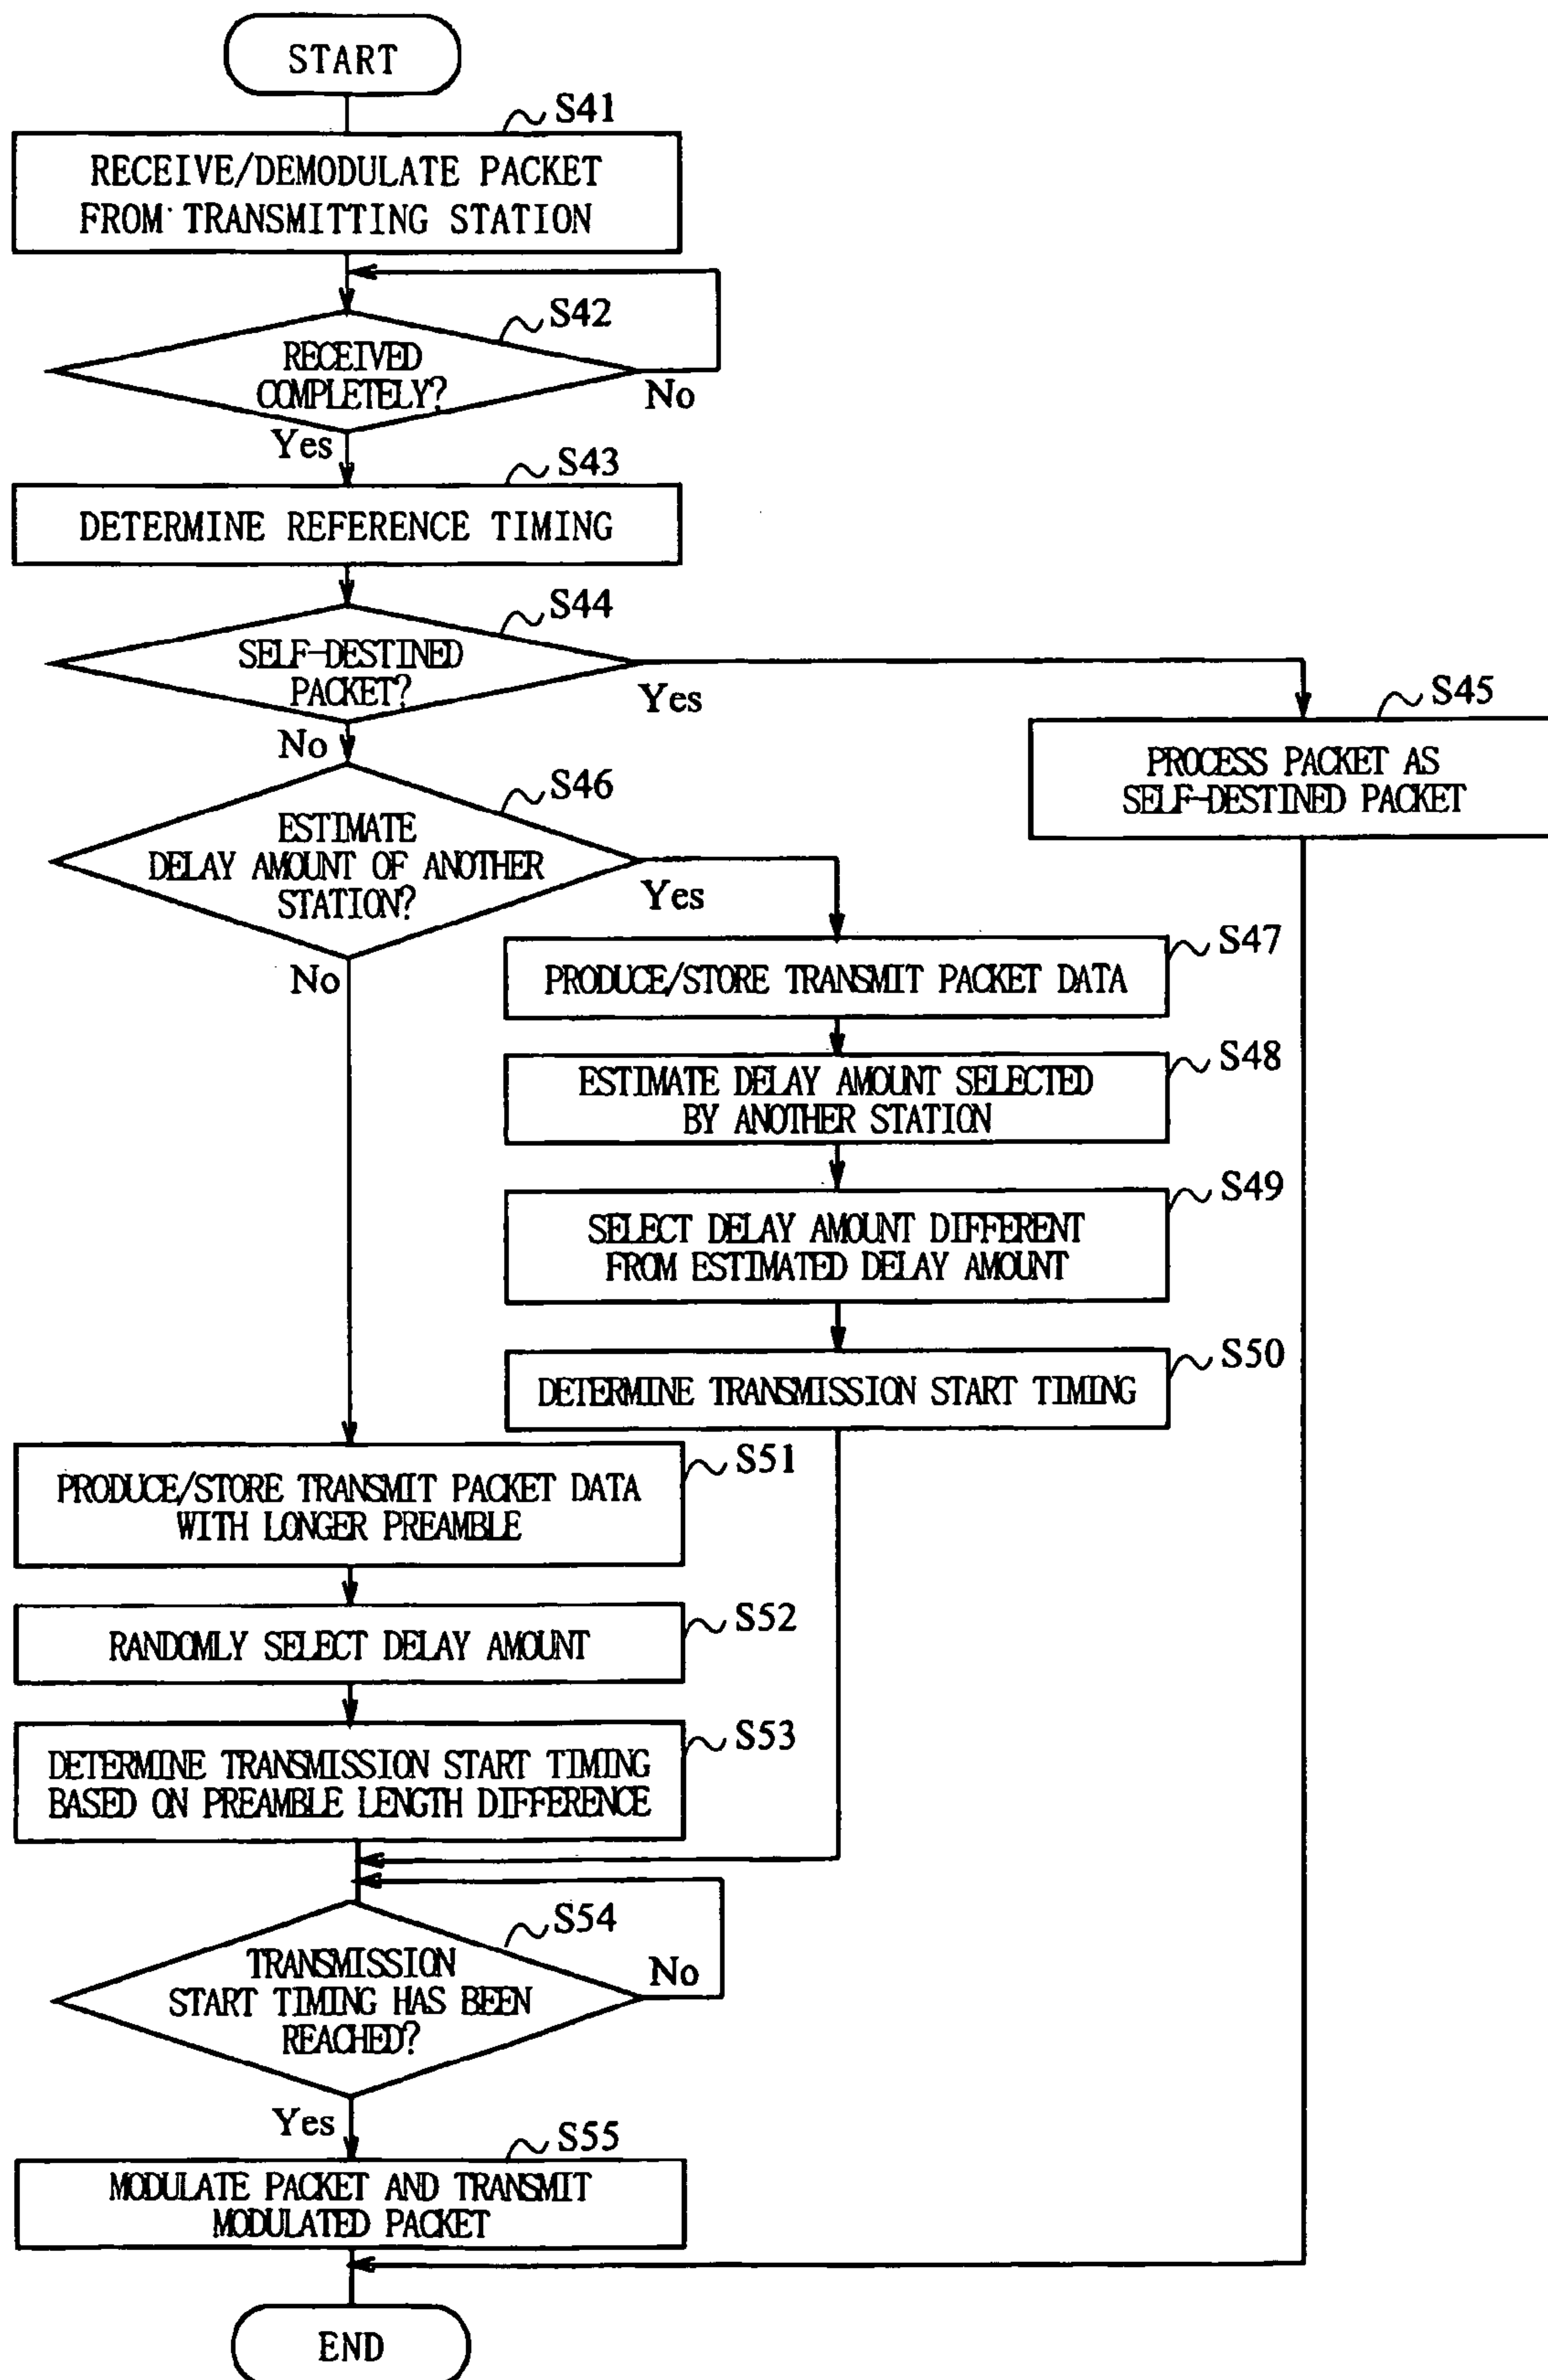 START
S41
RECEIVE/DEMODULATE PACKET
FROM TRANSMITTING STATION
S42
RECEIVED
COMPLETELY?
No
Yes
S43
DETERMINE REFERENCE TIMING
S44
SELF-DESTINED
PACKET?
Yes
No
S45
PROCESS PACKET AS
SELF-DESTINED PACKET
S46
ESTIMATE
DELAY AMOUNT OF ANOTHER
STATION?
Yes
No
S47
PRODUCE/STORE TRANSMIT PACKET DATA
S48
ESTIMATE DELAY AMOUNT SELECTED
BY ANOTHER STATION
S49
SELECT DELAY AMOUNT DIFFERENT
FROM ESTIMATED DELAY AMOUNT
S50
DETERMINE TRANSMISSION START TIMING
S51
PRODUCE/STORE TRANSMIT PACKET DATA
WITH LONGER PREAMBLE
S52
RANDOMLY SELECT DELAY AMOUNT
S53
DETERMINE TRANSMISSION START TIMING
BASED ON PREAMBLE LENGTH DIFFERENCE
S54
TRANSMISSION
START TIMING HAS BEEN
REACHED?
No
Yes
S55
MODULATE PACKET AND TRANSMIT
MODULATED PACKET
END